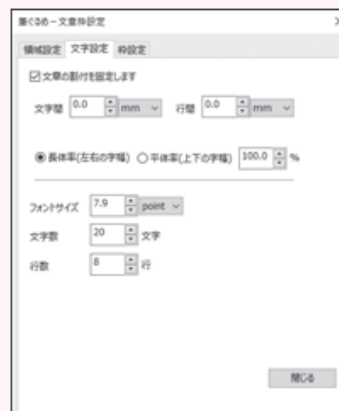 筆ぐるめ－文章枠設定
領域設定 文字設定 枠設定
文章の割付を固定します
文字間 0.0 mm 行間 0.0 mm
長体率(左右の字幅) 平体率(上下の字幅) 100.0 %
フォントサイズ 7.9 point
文字数 20 文字
行数 8 行
閉じる